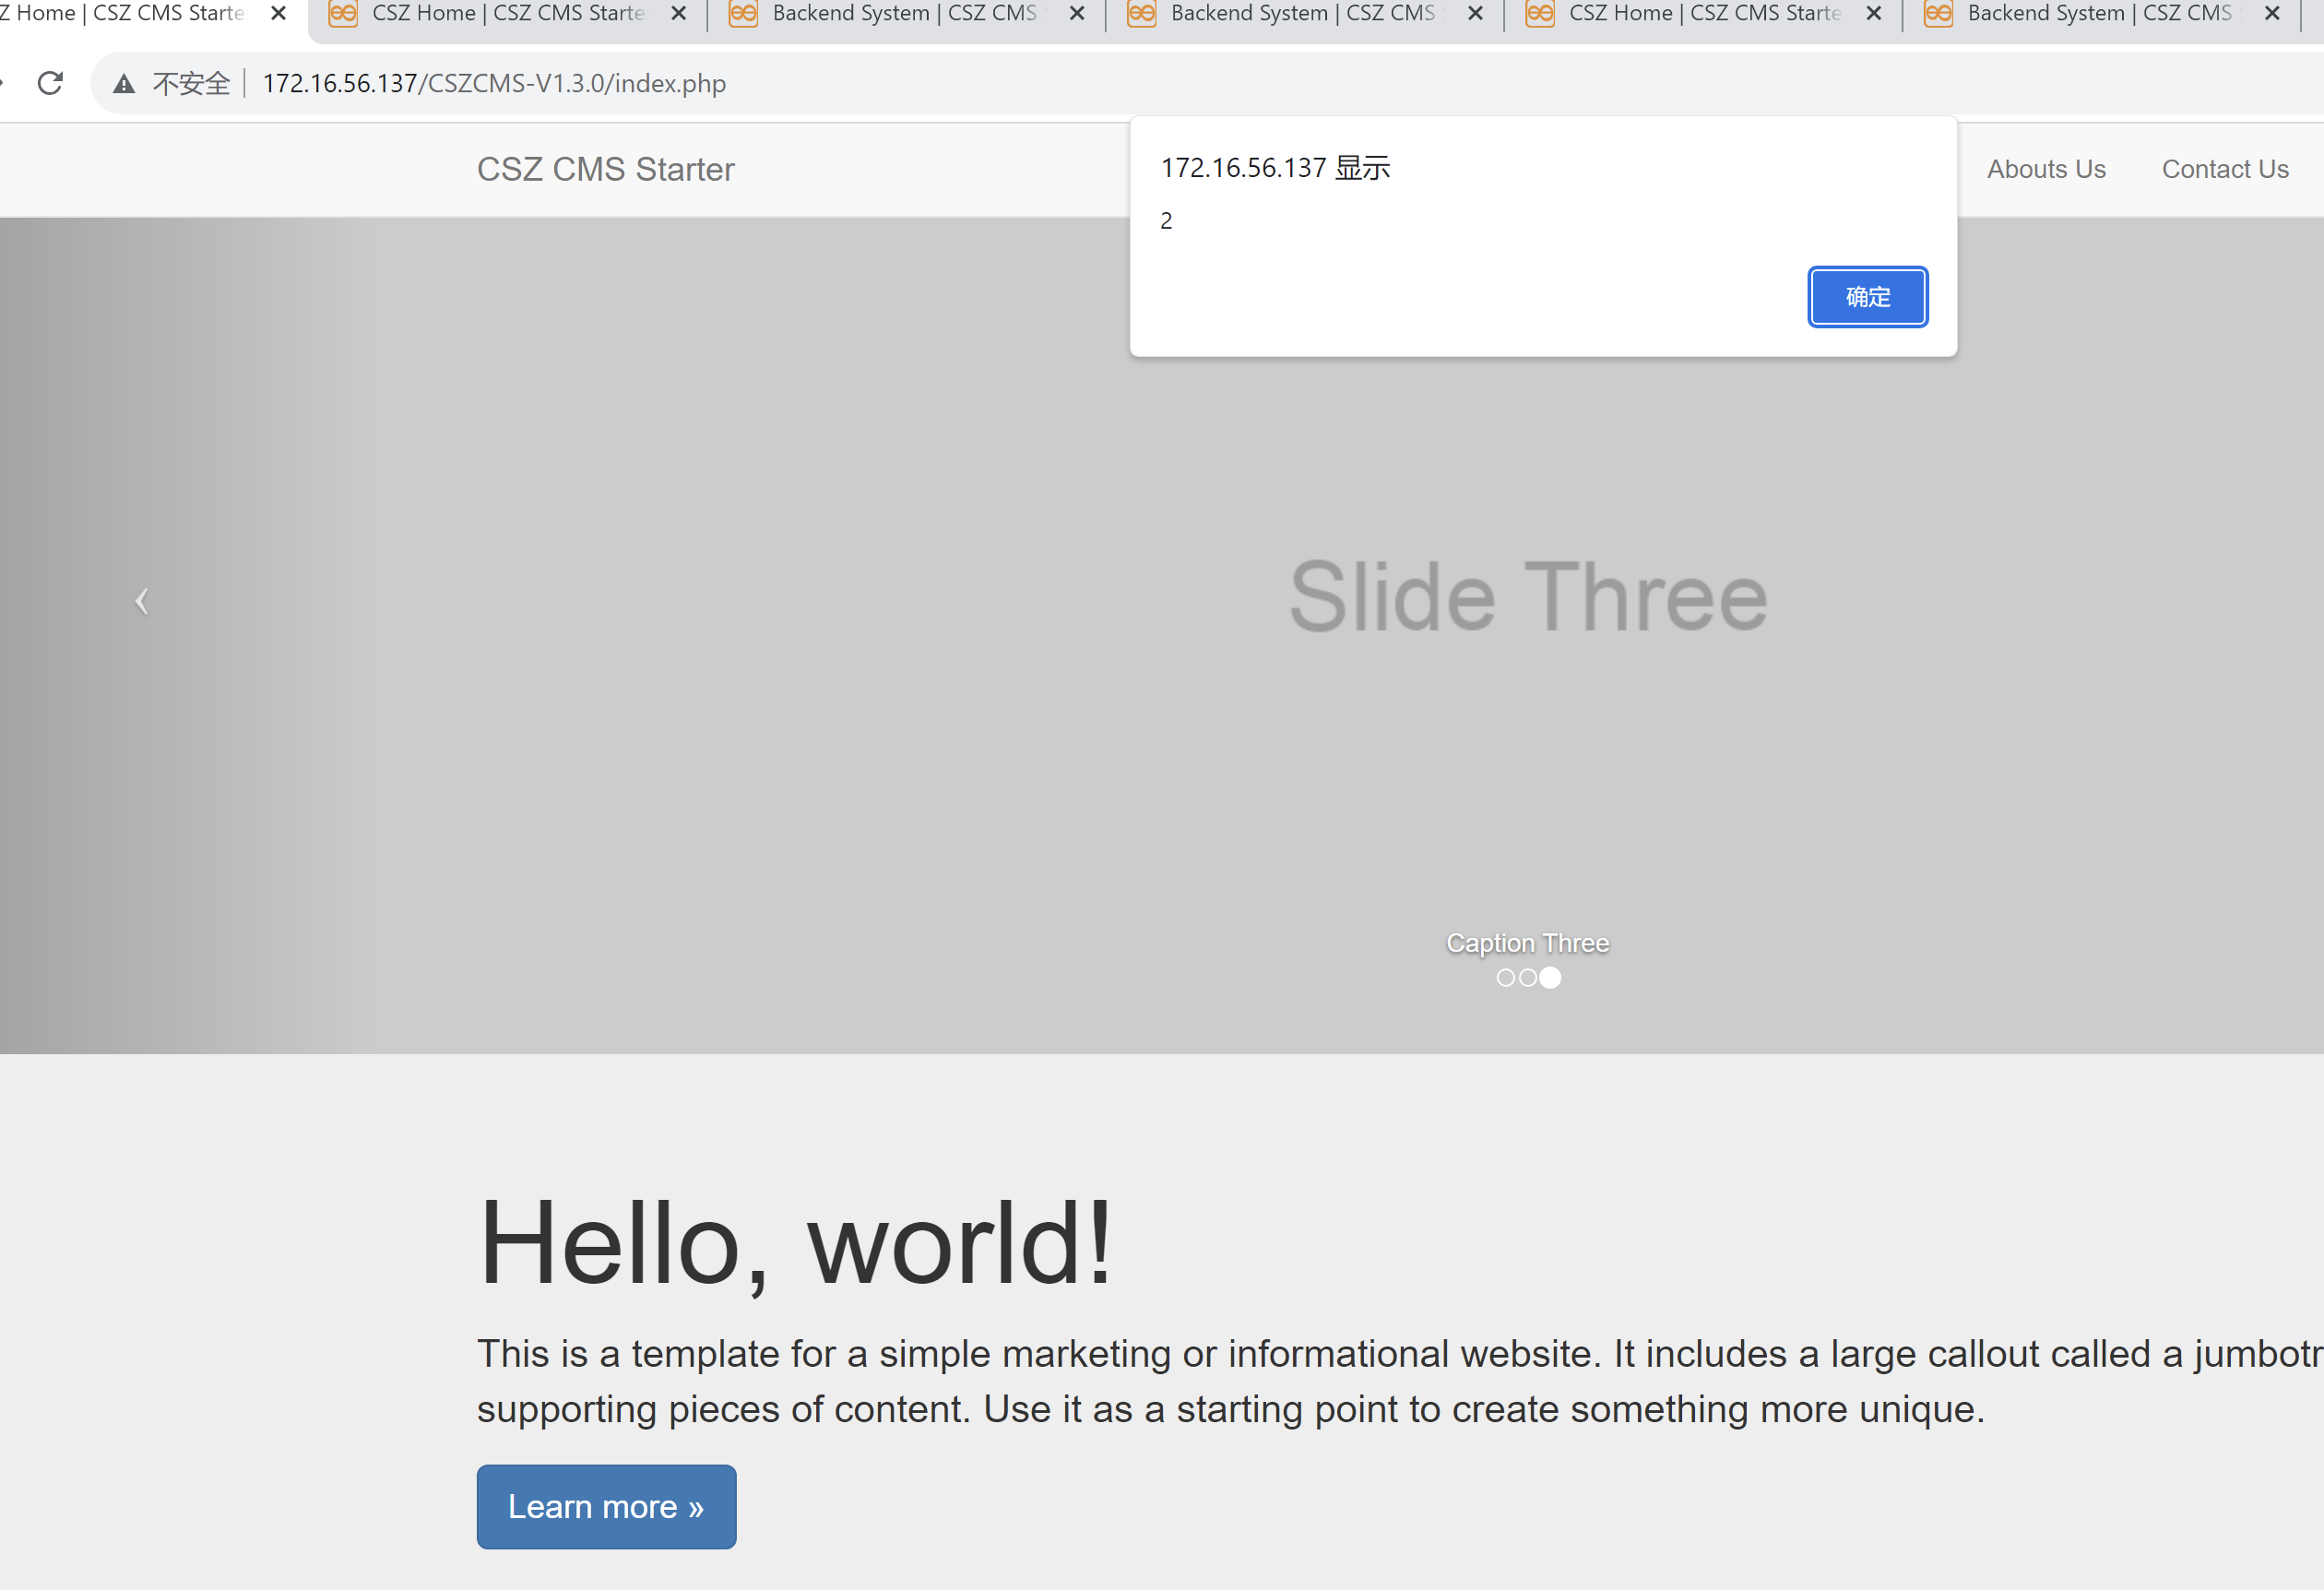 Z Home | CSZ CMS Starte
CSZ Home | CSZ CMS Starte
Backend System | CSZ CMS
Backend System | CSZ CMS
CSZ Home | CSZ CMS Starte
Backend System | CSZ CMS
不安全
172.16.56.137/CSZCMS-V1.3.0/index.php
CSZ CMS Starter
Abouts Us
Contact Us
172.16.56.137 显示
2
确定
Slide Three
Caption Three
Hello, world!
This is a template for a simple marketing or informational website. It includes a large callout called a jumbotr
supporting pieces of content. Use it as a starting point to create something more unique.
Learn more »